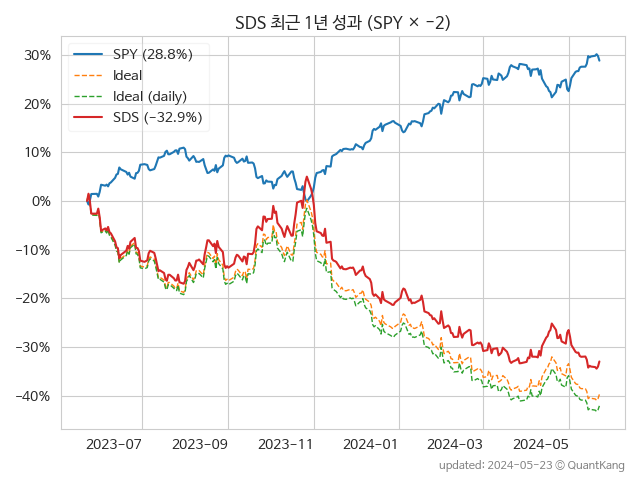 SDS 최근 1년 성과 (SPY × −2)
SPY (28.8%)
Ideal
Ideal (daily)
SDS (−32.9%)
30%
20%
10%
0%
−10%
−20%
−30%
−40%
2023-07 2023-09 2023-11 2024-01 2024-03 2024-05
updated: 2024-05-23 © QuantKang